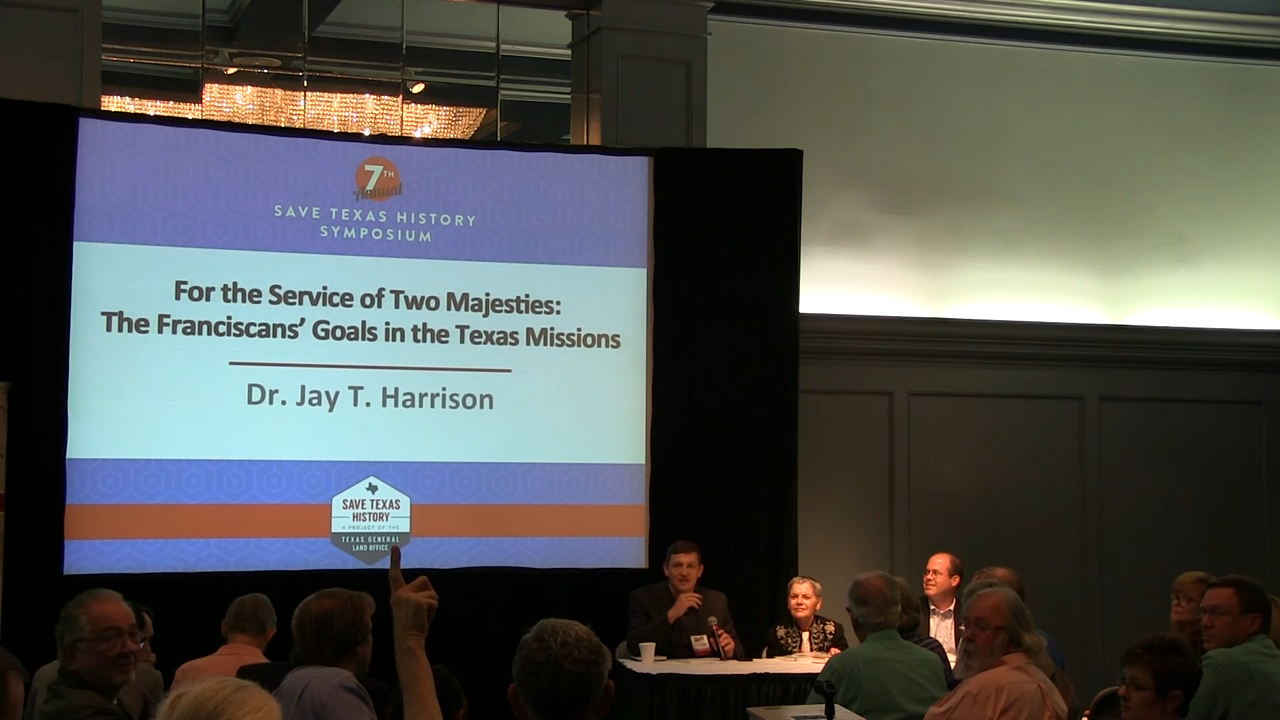 7TH
Annual
SAVE TEXAS HISTORY
SYMPOSIUM
For the Service of Two Majesties:
The Franciscans' Goals in the Texas Missions
Dr. Jay T. Harrison
SAVE TEXAS
HISTORY
A PROJECT OF THE
TEXAS GENERAL
LAND OFFICE